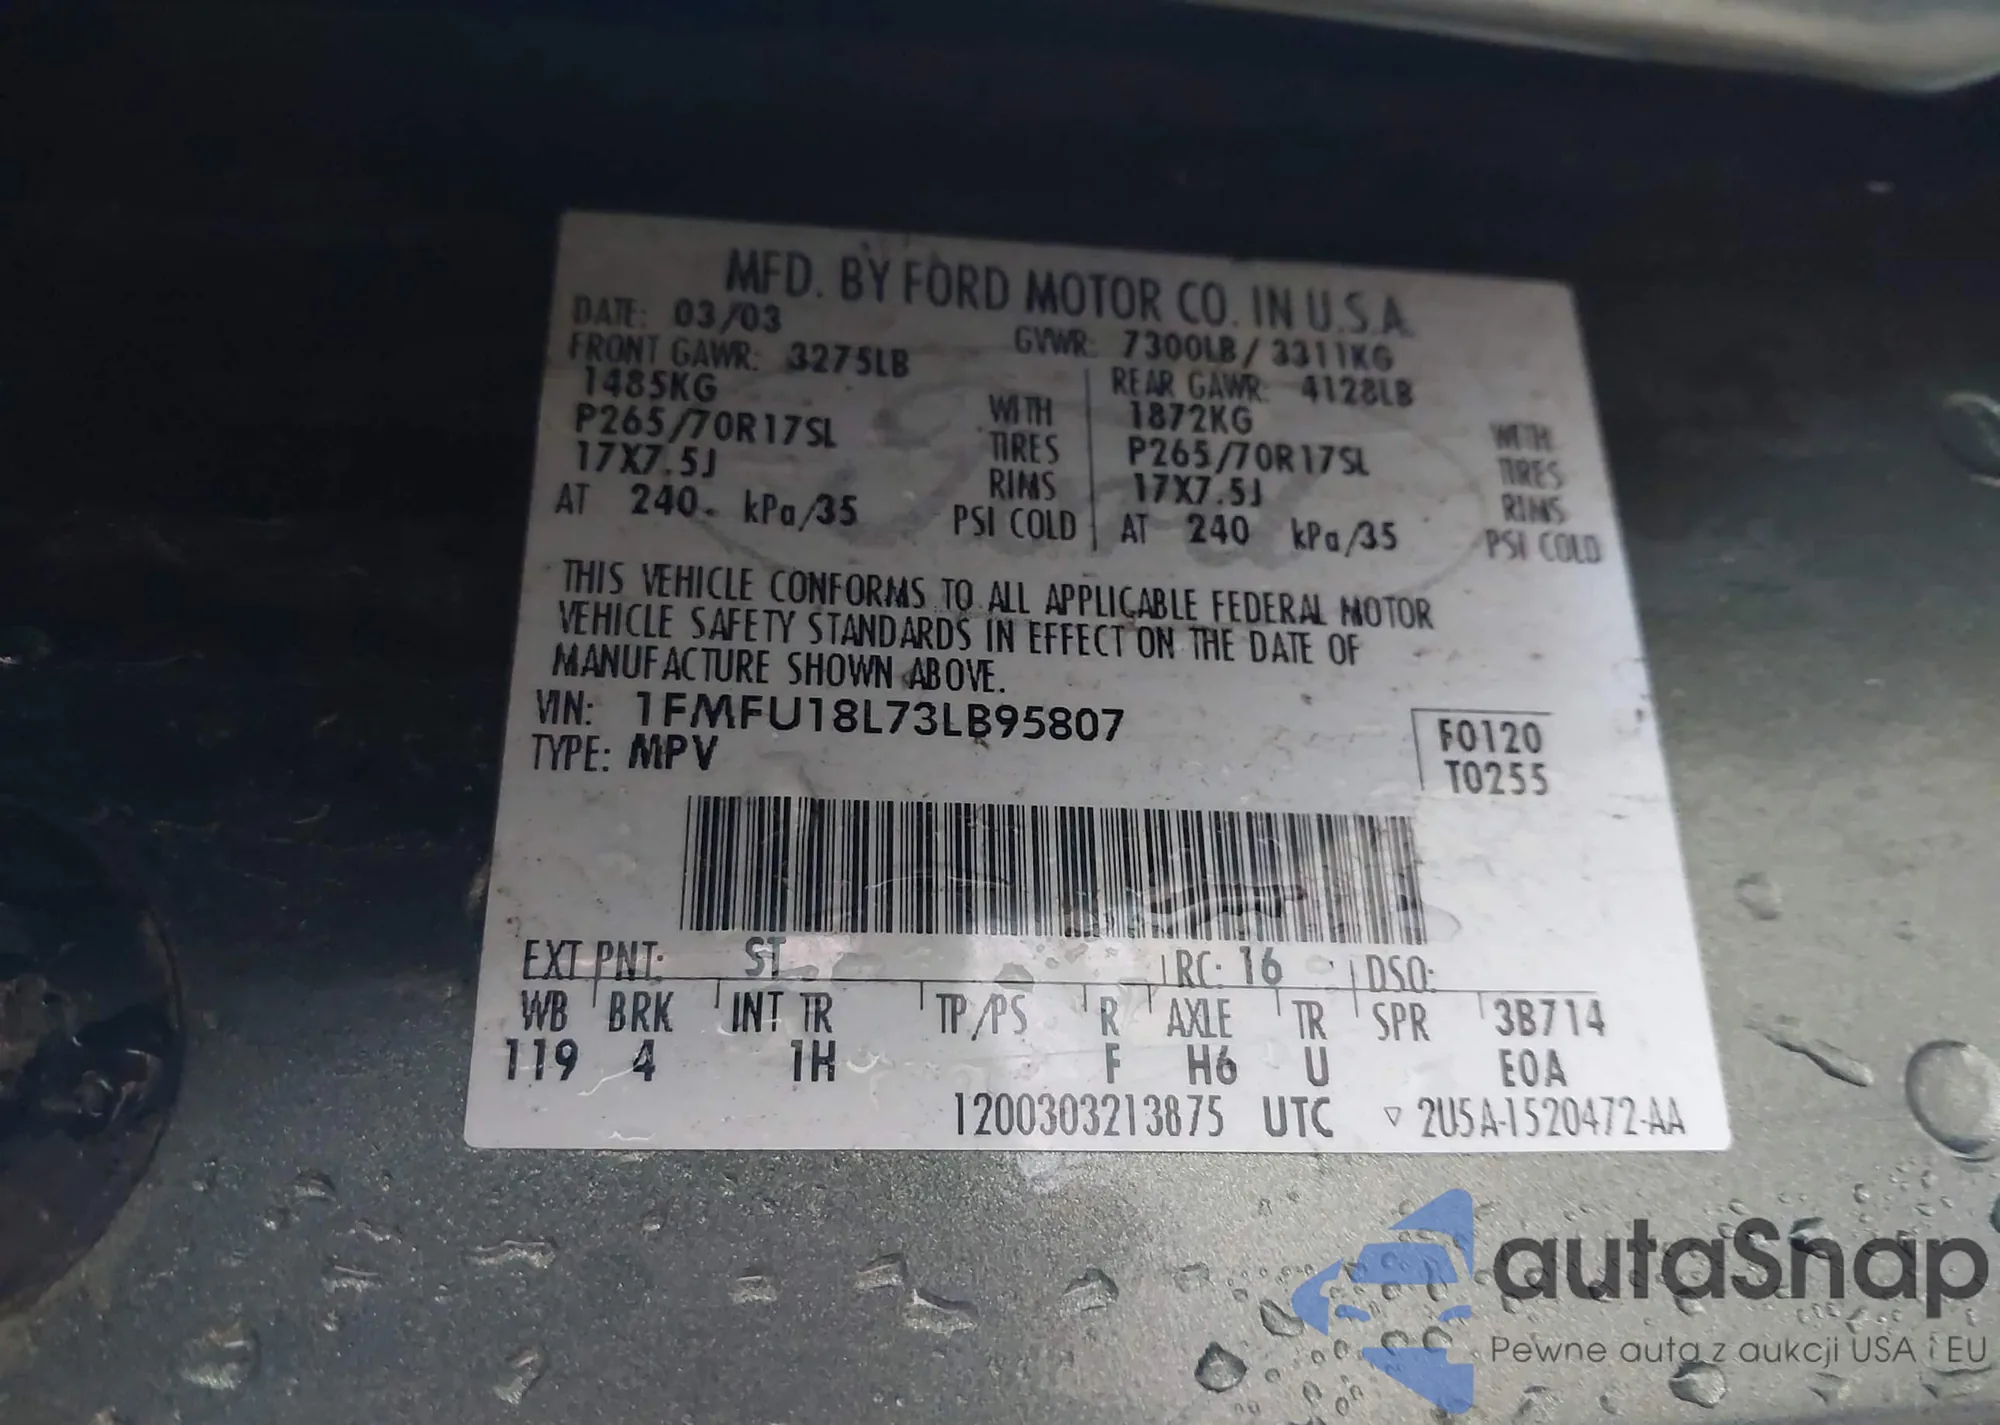 MFD. BY FORD MOTOR CO. IN U.S.A.
DATE: 03/03 GVWR: 7300LB / 3311KG
FRONT GAWR: 3275LB REAR GAWR: 4128LB
1485KG WITH 1872KG WITH
P265/70R17SL TIRES P265/70R17SL TIRES
17X7.5J RIMS 17X7.5J RIMS
AT 240 kPa/35 PSI COLD AT 240 kPa/35 PSI COLD
THIS VEHICLE CONFORMS TO ALL APPLICABLE FEDERAL MOTOR
VEHICLE SAFETY STANDARDS IN EFFECT ON THE DATE OF
MANUFACTURE SHOWN ABOVE.
VIN: 1FMFU18L73LB95807 F0120
TYPE: MPV T0255
EXT PNT: ST RC: 16 DSO:
WB BRK INT TR TP/PS R AXLE TR SPR 3B714
119 4 1H F H6 U EOA
1200303213875 UTC ▽ 2U5A-1520472-AA
autaSnap
Pewne auta z aukcji USA i EU